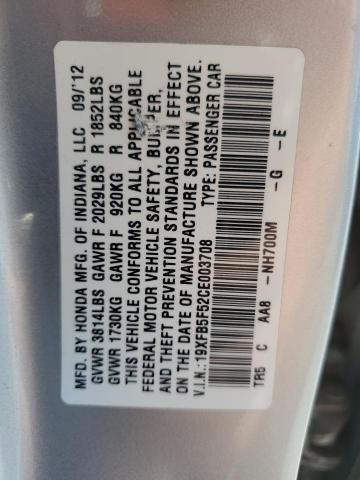 MFD. BY HONDA MFG. OF INDIANA, LLC 09/'12
GVWR 3814LBS GAWR F 2029LBS R 1852LBS
GVWR 1730KG GAWR F 920KG R 840KG
THIS VEHICLE CONFORMS TO ALL APPLICABLE
FEDERAL MOTOR VEHICLE SAFETY, BUMPER,
AND THEFT PREVENTION STANDARDS IN EFFECT
ON THE DATE OF MANUFACTURE SHOWN ABOVE.
V.I.N.:19XFB5F52CE003708 TYPE: PASSENGER CAR
TR5 C AA8 -NH700M -G -E